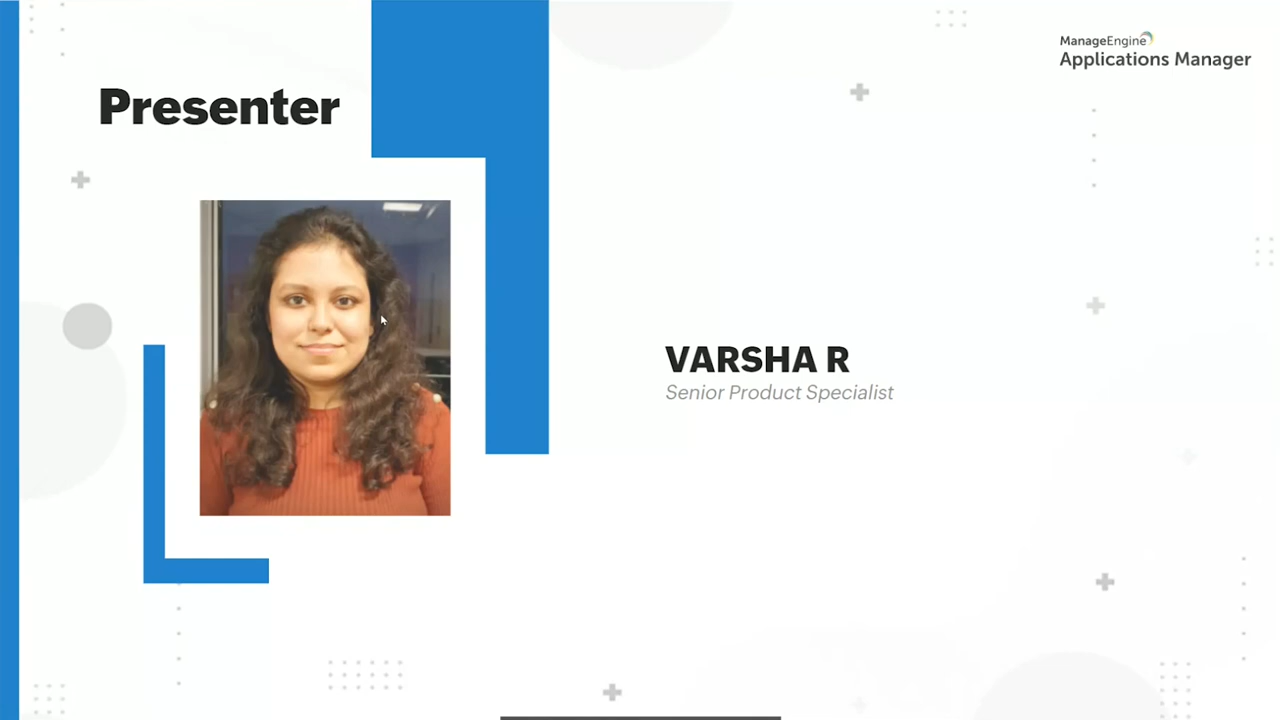 ManageEngine
Applications Manager
Presenter
VARSHA R
Senior Product Specialist